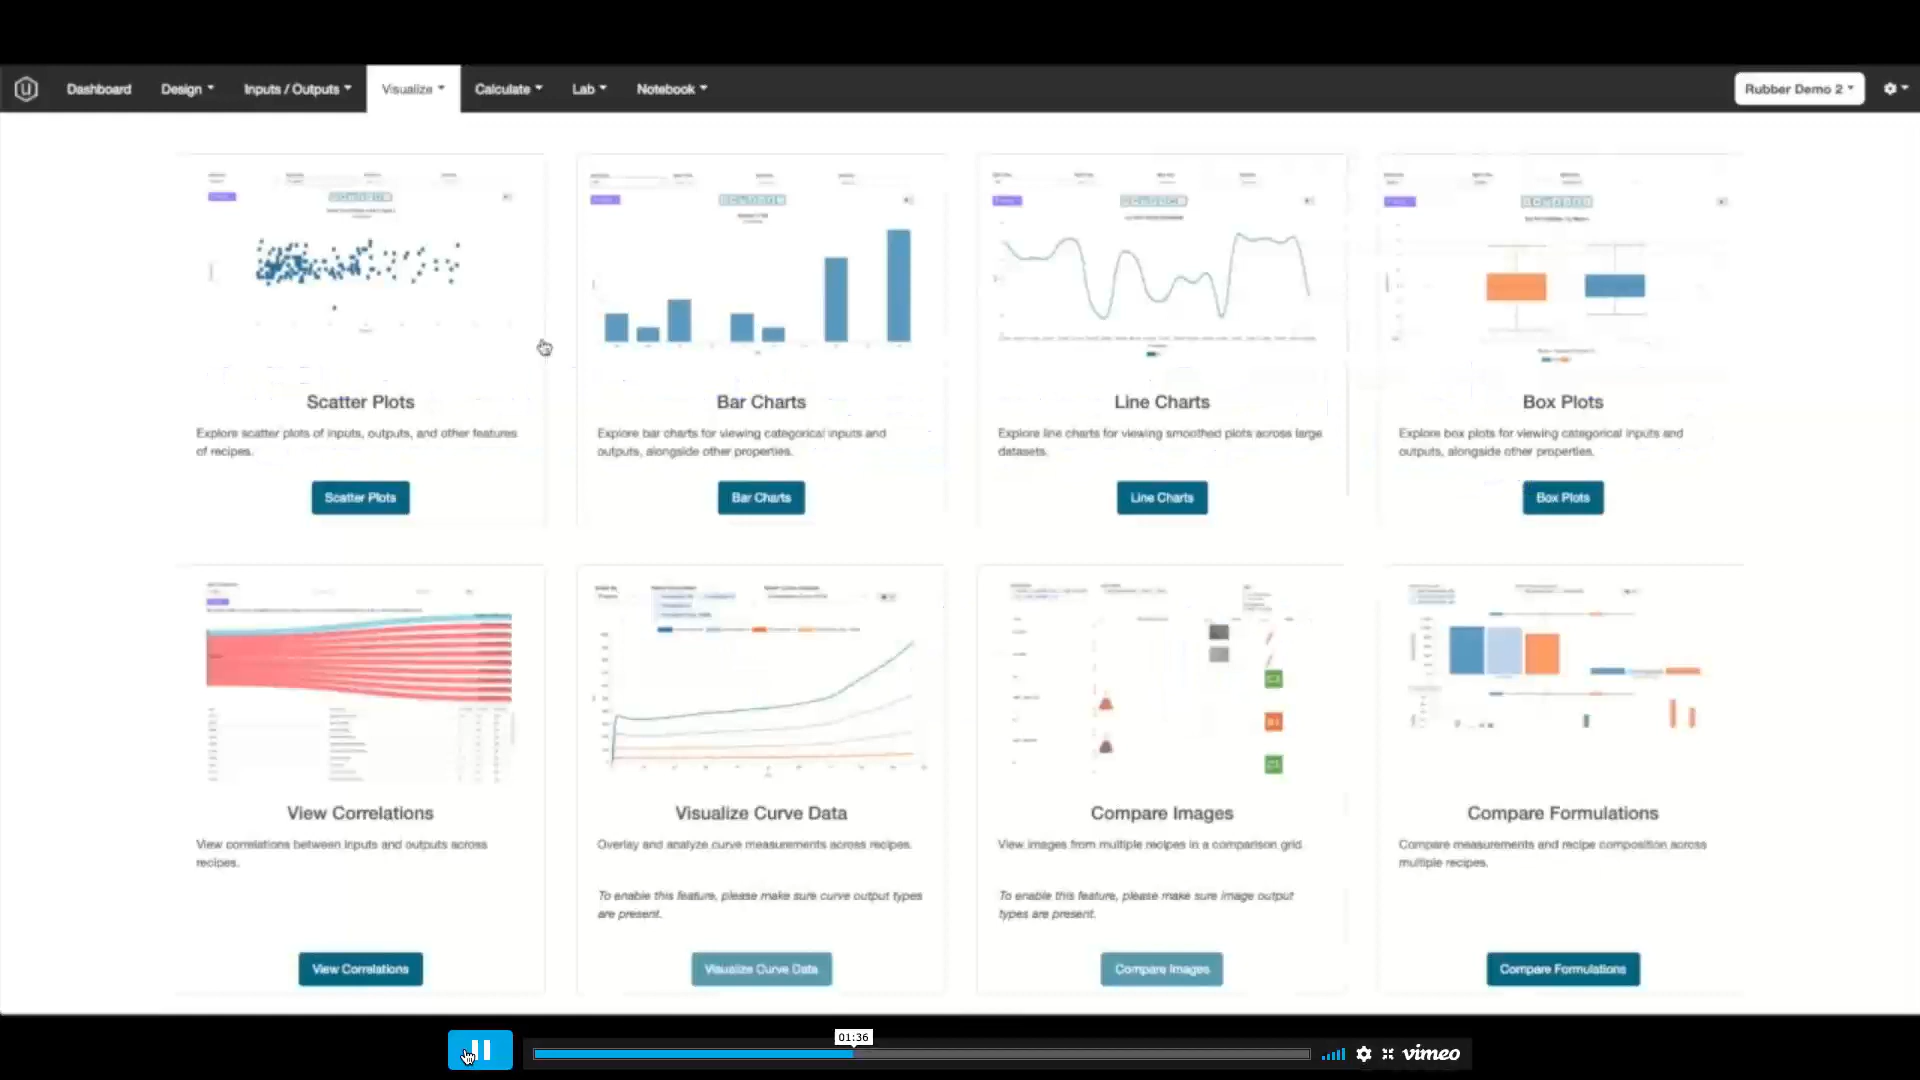 Dashboard
Design
Inputs / Outputs
Visualize
Calculate
Lab
Notebook
Rubber Demo 2
Scatter Plots
Explore scatter plots of inputs, outputs, and other features
of recipes.
Scatter Plots
Bar Charts
Explore bar charts for viewing categorical inputs and
outputs, alongside other properties.
Bar Charts
Line Charts
Explore line charts for viewing smoothed plots across large
datasets.
Line Charts
Box Plots
Explore box plots for viewing categorical inputs and
outputs, alongside other properties.
Box Plots
View Correlations
View correlations between inputs and outputs across
recipes.
View Correlations
Visualize Curve Data
Overlay and analyze curve measurements across recipes.
To enable this feature, please make sure curve output types
are present.
Visualize Curve Data
Compare Images
View images from multiple recipes in a comparison grid.
To enable this feature, please make sure image output
types are present.
Compare Images
Compare Formulations
Compare measurements and recipe composition across
multiple recipes.
Compare Formulations
01:36
vimeo